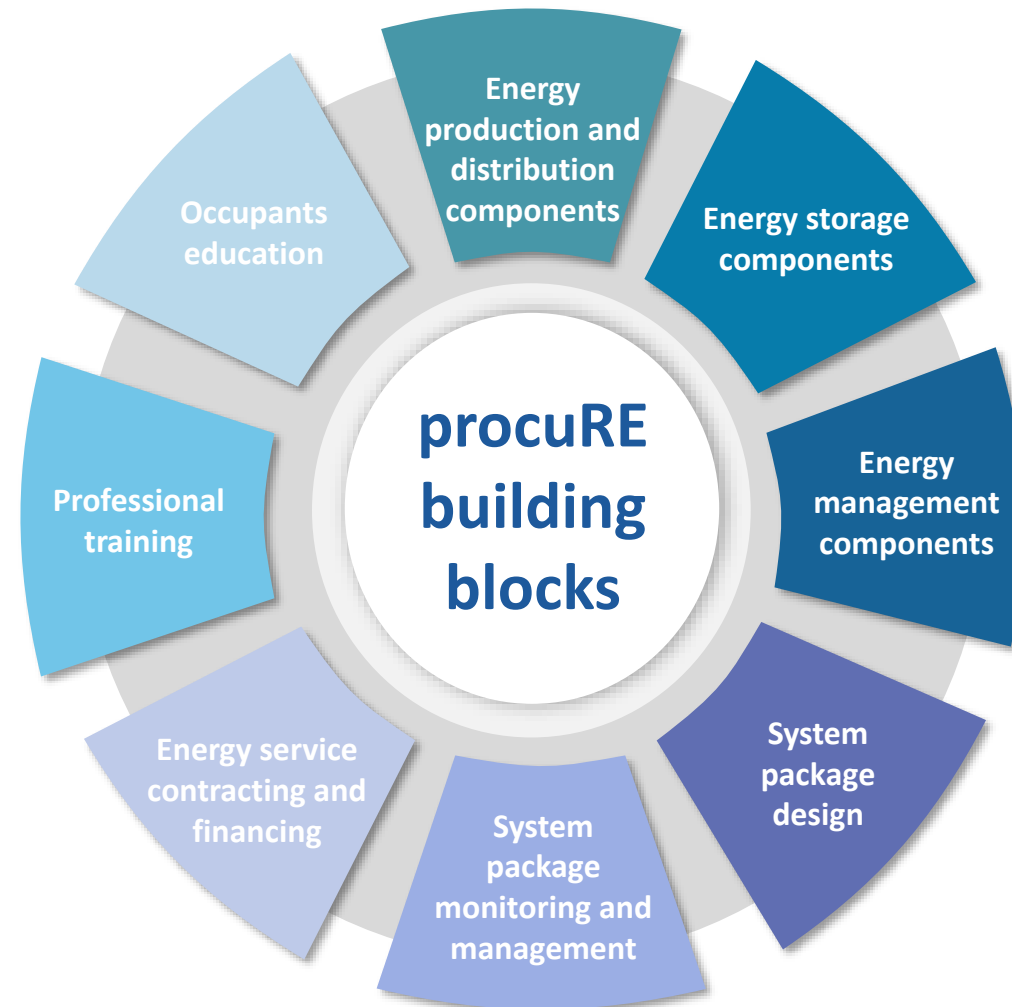 procuRE
building
blocks
Energy
production and
distribution
components
Energy storage
components
Energy
management
components
System
package
design
System
package
monitoring and
management
Energy service
contracting and
financing
Professional
training
Occupants
education